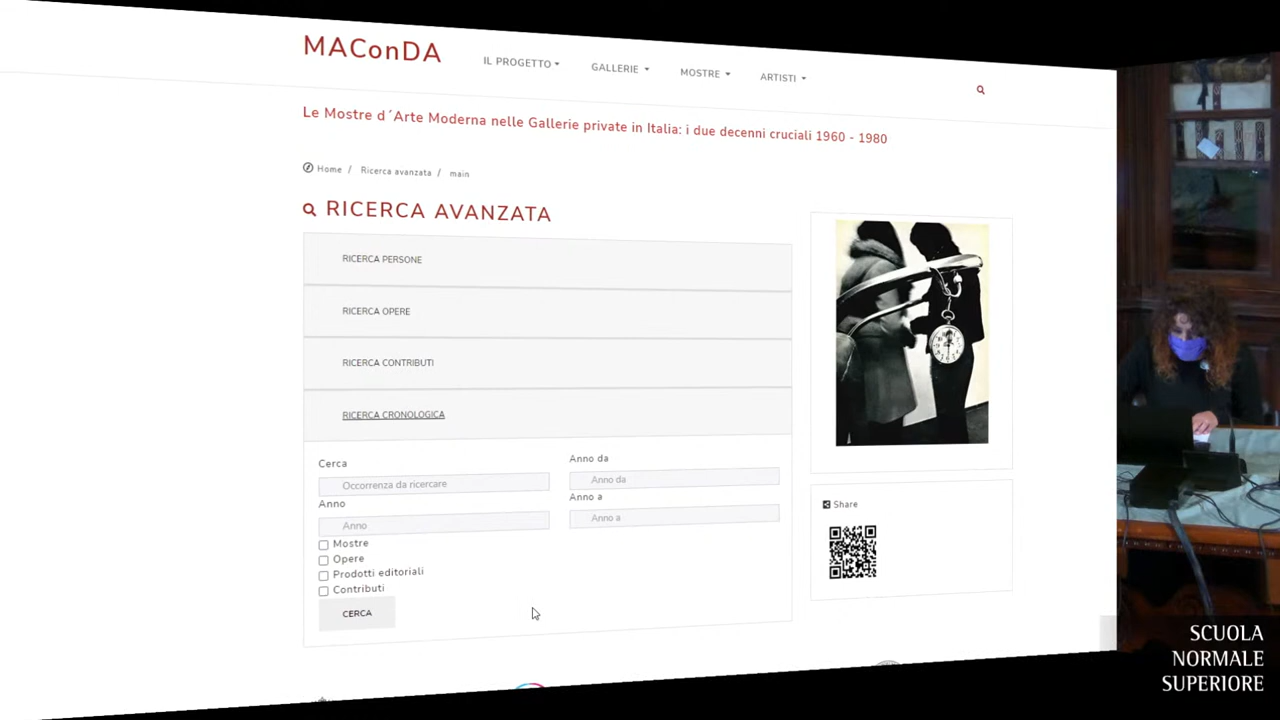 MAConDA
IL PROGETTO
GALLERIE
MOSTRE
ARTISTI
Le Mostre d´Arte Moderna nelle Gallerie private in Italia: i due decenni cruciali 1960 - 1980
Home / Ricerca avanzata / main
RICERCA AVANZATA
RICERCA PERSONE
RICERCA OPERE
RICERCA CONTRIBUTI
RICERCA CRONOLOGICA
Cerca
Occorrenza da ricercare
Anno
Anno
Anno da
Anno da
Anno a
Anno a
Mostre
Opere
Prodotti editoriali
Contributi
CERCA
Share
SCUOLA
NORMALE
SUPERIORE